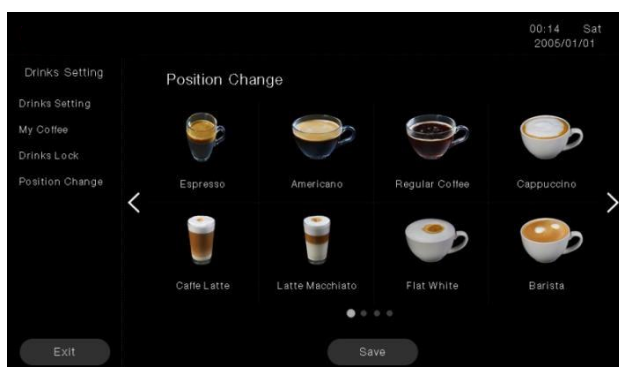 00:14 Sat
2005/01/01
Drinks Setting
Drinks Setting
My Coffee
Drinks Lock
Position Change
Position Change
Espresso
Americano
Regular Coffee
Cappuccino
Caffe Latte
Latte Macchiato
Flat White
Barista
Exit
Save